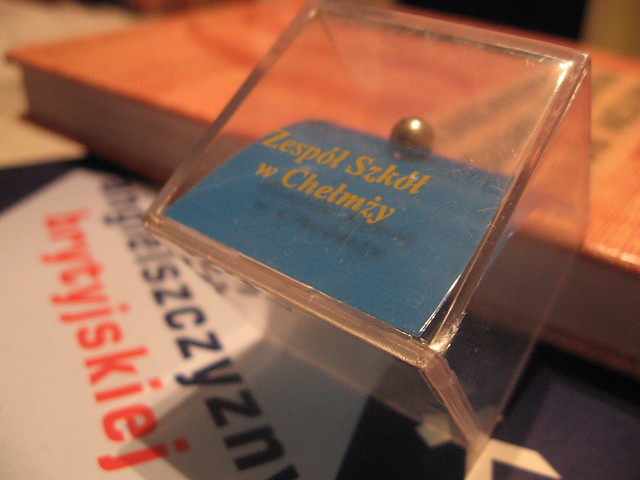 Zespół Szkół
w Chełmży
angielszczyzny
brytyjskiej